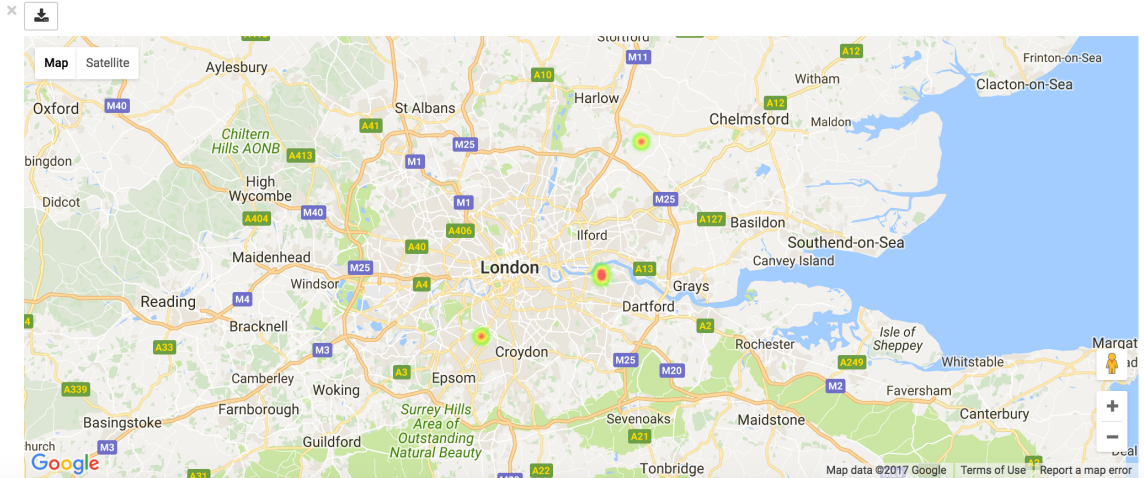 Map
Satellite
Stortford
M11
A12
Frinton-on-Sea
Aylesbury
A10
Witham
Clacton-on-Sea
Oxford
M40
St Albans
Harlow
A12
Chelmsford
Maldon
A41
Chiltern
Hills AONB
M25
A413
M1
bingdon
High
Wycombe
Didcot
M1
M25
M40
A404
A406
Ilford
A127
Basildon
A40
Southend-on-Sea
Maidenhead
London
Canvey Island
M25
A13
Windsor
A4
Grays
Reading
M4
Dartford
Bracknell
A2
4
Isle of
Sheppey
A33
M3
Croydon
Rochester
Margat
M25
A249
Whitstable
ad
M20
A3
Epsom
Camberley
Woking
A339
M2
Faversham
Farnborough
Surrey Hills
Area of
Outstanding
Natural Beauty
Canterbury
Basingstoke
Sevenoaks
Maidstone
A21
Guildford
hurch
M3
Deal
Google
A31
A22
Tonbridge
Map data ©2017 Google
Terms of Use
Report a map error